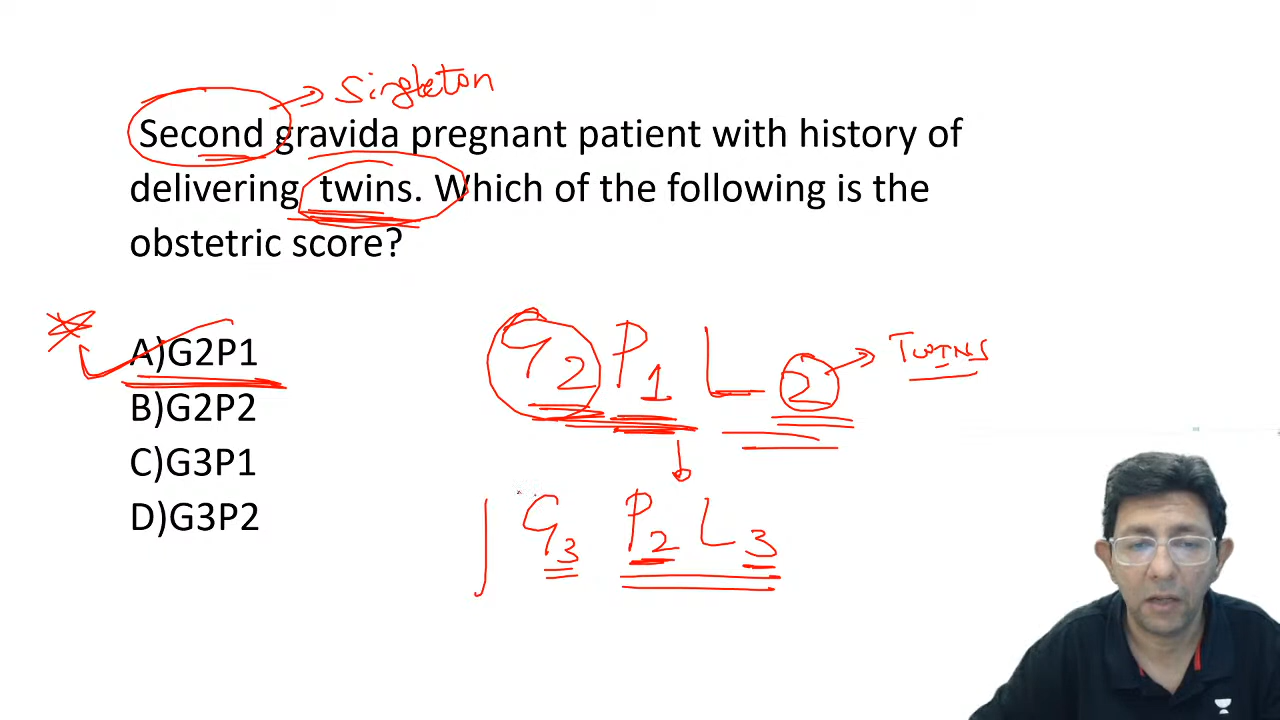 Singleton
Second gravida pregnant patient with history of
delivering twins. Which of the following is the
obstetric score?
A)G2P1
B)G2P2
C)G3P1
D)G3P2
G2 P1 L 2 TWINS
G3 P2 L3